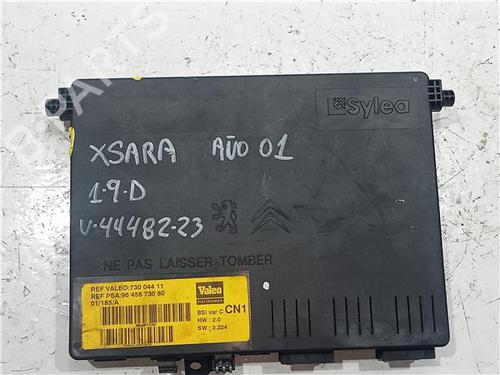 Sylea
XSARA AÑO 01
1.9-D
V-44482-23
NE PAS LAISSER TOMBER
REF VALEO:730 044 11
REF PSA:96 458 730 80
01/185/A
Valeo
BSI var C CN1
HW : 2.0
SW : 3.224